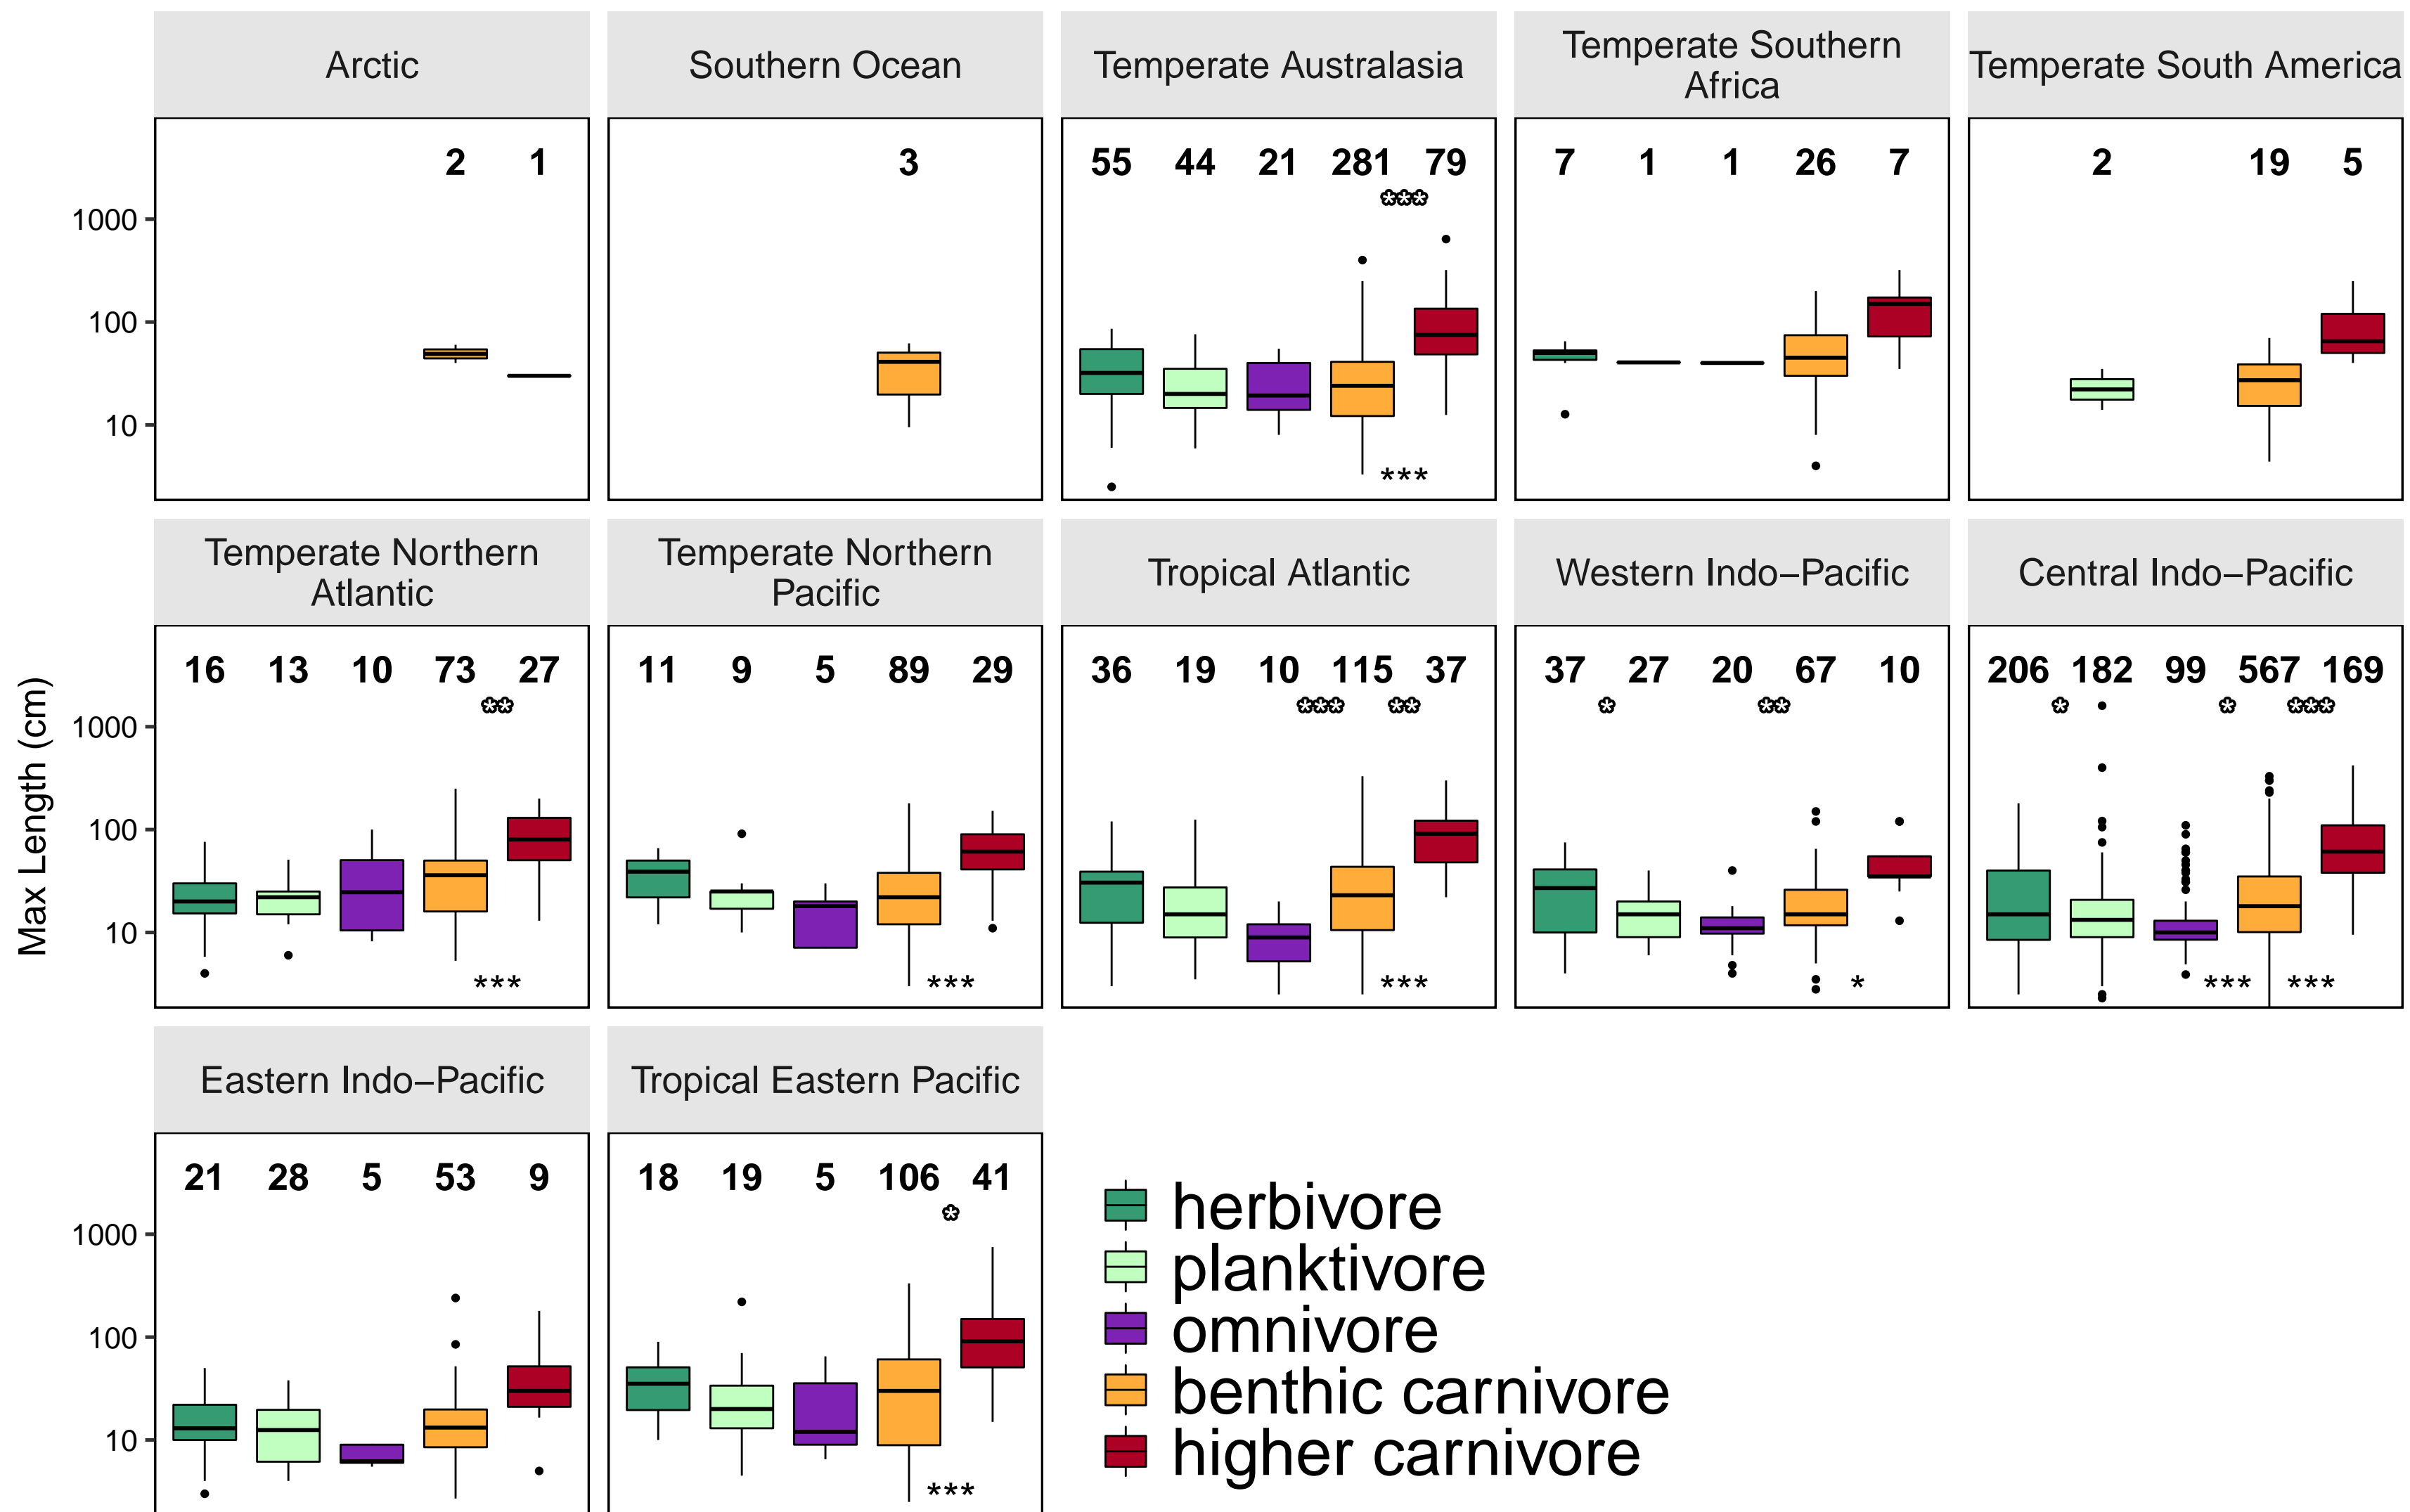 Arctic
Southern Ocean
Temperate Australasia
Temperate Southern
Africa
Temperate South America
2 1
3
55 44 21 281 79
7 1 1 26 7
2 19 5
***
1000
100
10
***
Temperate Northern
Atlantic
Temperate Northern
Pacific
Tropical Atlantic
Western Indo–Pacific
Central Indo–Pacific
16 13 10 73 27
11 9 5 89 29
36 19 10 115 37
37 27 20 67 10
206 182 99 567 169
**
*** **
* **
* * ***
1000
100
10
Max Length (cm)
***
***
***
*
*** ***
Eastern Indo–Pacific
Tropical Eastern Pacific
21 28 5 53 9
18 19 5 106 41
*
1000
100
10
***
herbivore
planktivore
omnivore
benthic carnivore
higher carnivore